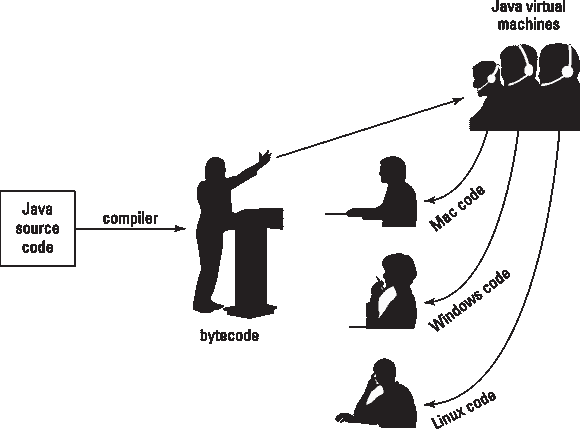 Java virtual
machines
Java
source
code
compiler
bytecode
Mac code
Windows code
Linux code